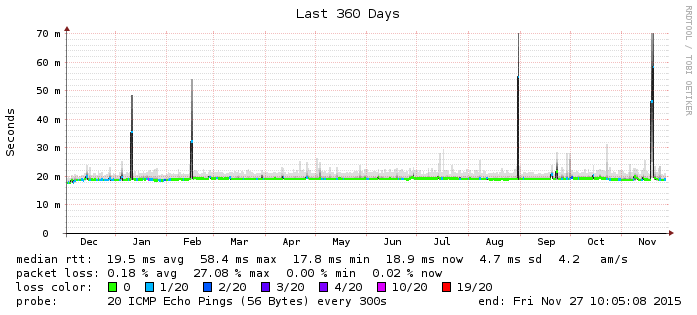 Last 360 Days
RRDTOOL / TOBI OETIKER
Seconds
70 m
60 m
50 m
40 m
30 m
20 m
10 m
0
Dec Jan Feb Mar Apr May Jun Jul Aug Sep Oct Nov
median rtt: 19.5 ms avg 58.4 ms max 17.8 ms min 18.9 ms now 4.7 ms sd 4.2 am/s
packet loss: 0.18 % avg 27.08 % max 0.00 % min 0.02 % now
loss color: 0 1/20 2/20 3/20 4/20 10/20 19/20
probe: 20 ICMP Echo Pings (56 Bytes) every 300s end: Fri Nov 27 10:05:08 2015